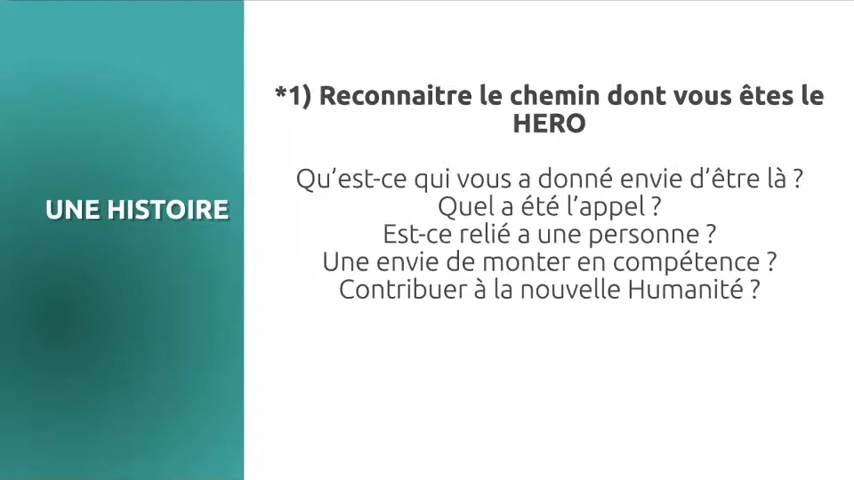 UNE HISTOIRE
*1) Reconnaitre le chemin dont vous êtes le
HERO
Qu’est-ce qui vous a donné envie d’être là ?
Quel a été l’appel ?
Est-ce relié a une personne ?
Une envie de monter en compétence ?
Contribuer à la nouvelle Humanité ?